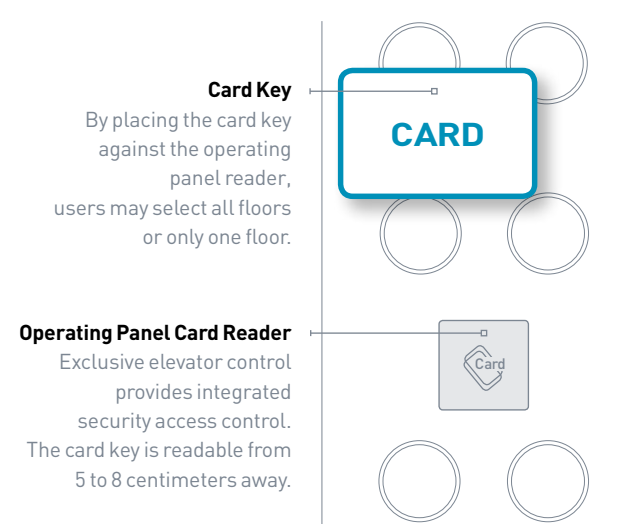 Card Key
By placing the card key
against the operating
panel reader,
users may select all floors
or only one floor.
CARD
Operating Panel Card Reader
Exclusive elevator control
provides integrated
security access control.
The card key is readable from
5 to 8 centimeters away.
Card